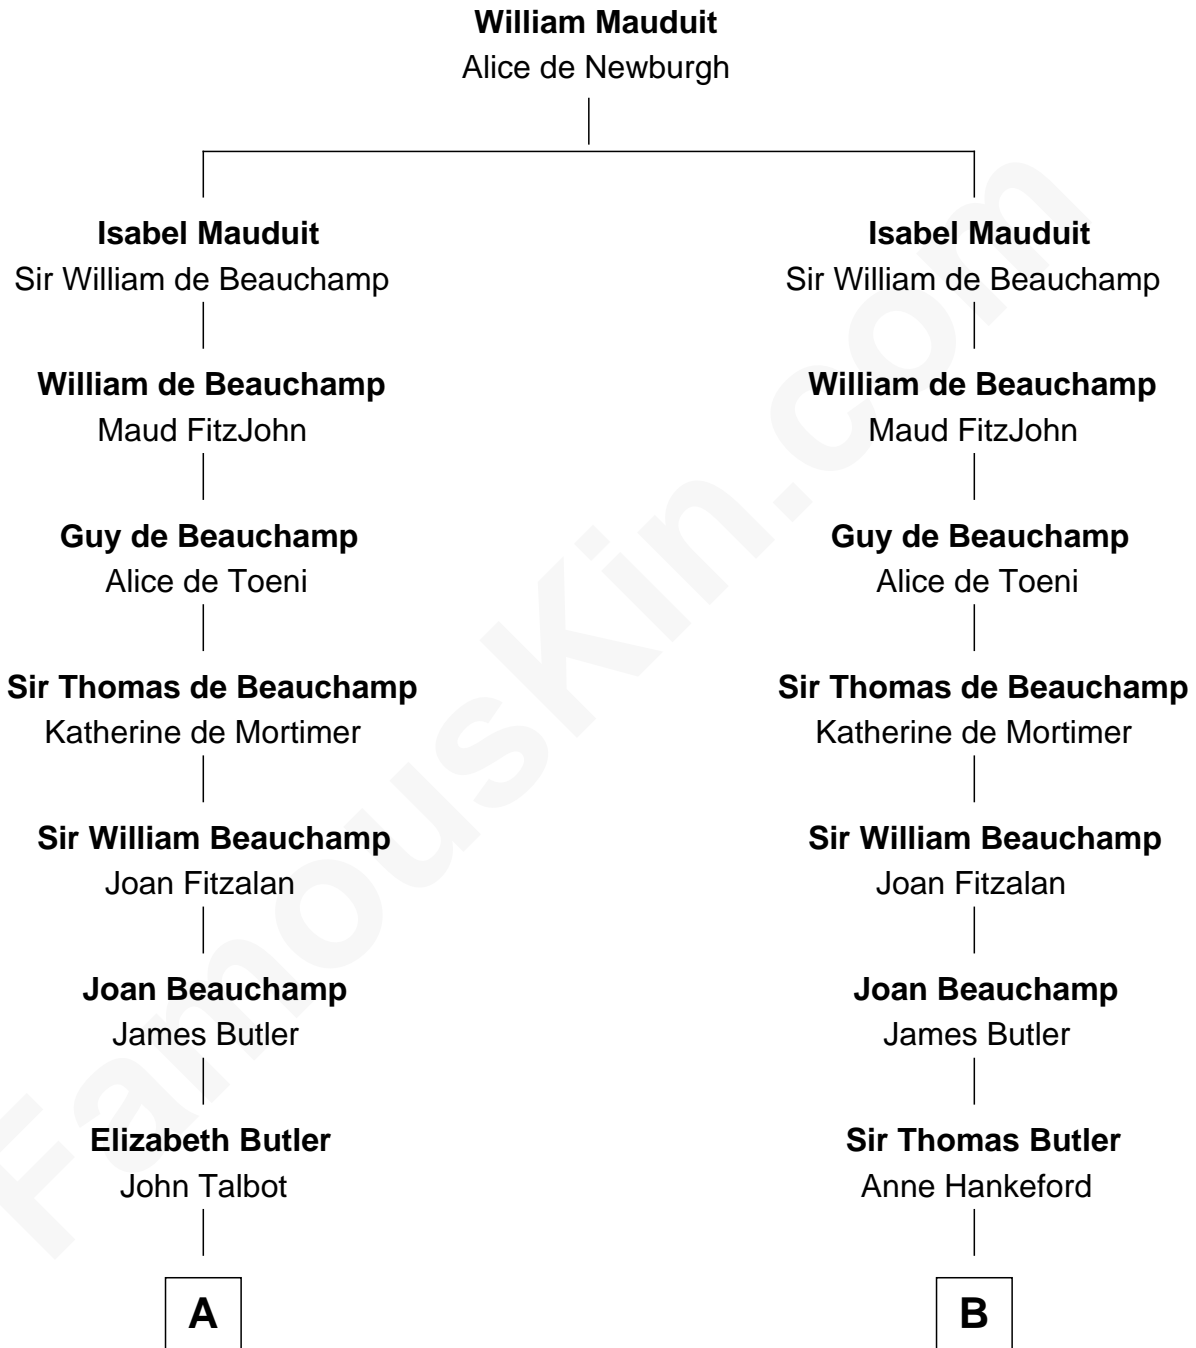 William Mauduit
Alice de Newburgh
Isabel Mauduit
Sir William de Beauchamp
Isabel Mauduit
Sir William de Beauchamp
William de Beauchamp
Maud FitzJohn
William de Beauchamp
Maud FitzJohn
Guy de Beauchamp
Alice de Toeni
Guy de Beauchamp
Alice de Toeni
Sir Thomas de Beauchamp
Katherine de Mortimer
Sir Thomas de Beauchamp
Katherine de Mortimer
Sir William Beauchamp
Joan Fitzalan
Sir William Beauchamp
Joan Fitzalan
Joan Beauchamp
James Butler
Joan Beauchamp
James Butler
Elizabeth Butler
John Talbot
Sir Thomas Butler
Anne Hankeford
A
B
FamousKin.com